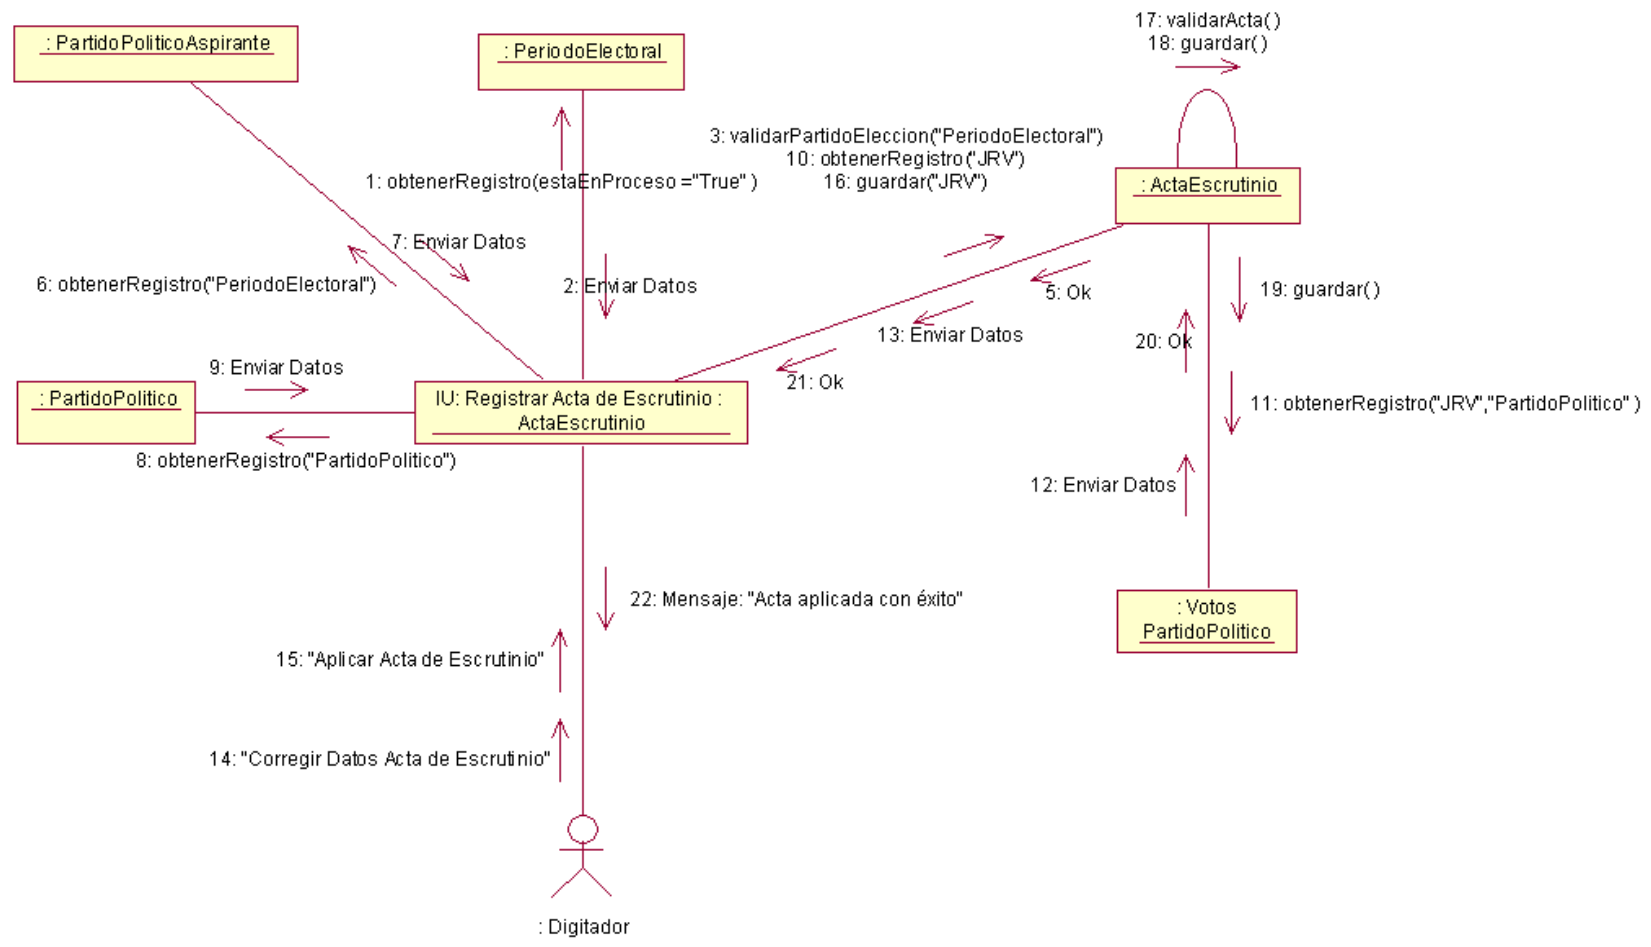 17: validarActa( )
18: guardar( )
: PartidoPoliticoAspirante
: PeriodoElectoral
3: validarPartidoEleccion("PeriodoElectoral")
10: obtenerRegistro("JRV')
16: guardar("JRV")
1: obtenerRegistro(estaEnProceso ="True" )
: ActaEscrutinio
7: Enviar Datos
6: obtenerRegistro("PeriodoElectoral")
2: Enviar Datos
5: Ok
19: guardar( )
13: Enviar Datos
20: Ok
9: Enviar Datos
21: Ok
: PartidoPolitico
IU: Registrar Acta de Escrutinio :
ActaEscrutinio
11: obtenerRegistro("JRV","PartidoPolitico" )
8: obtenerRegistro("PartidoPolitico")
12: Enviar Datos
22: Mensaje: "Acta aplicada con éxito"
: Votos
PartidoPolitico
15: "Aplicar Acta de Escrutinio"
14: "Corregir Datos Acta de Escrutinio"
: Digitador